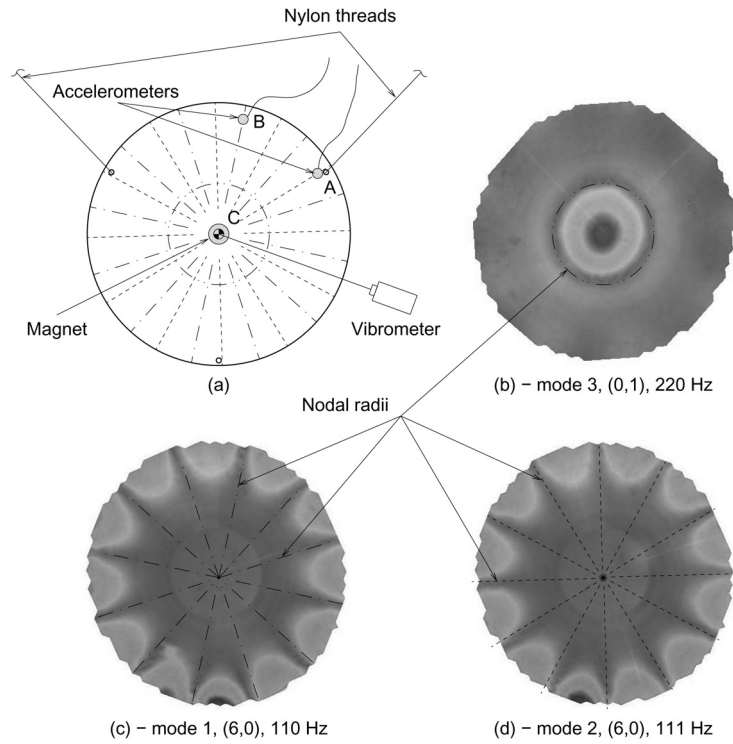 Nylon threads
Accelerometers
B
A
C
Magnet
Vibrometer
(a)
(b) − mode 3, (0,1), 220 Hz
Nodal radii
(c) − mode 1, (6,0), 110 Hz
(d) − mode 2, (6,0), 111 Hz